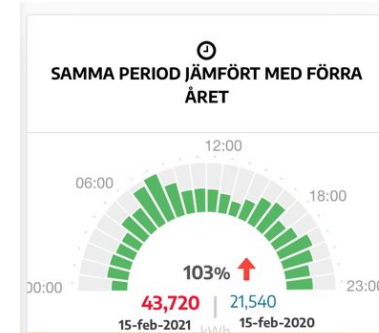 SAMMA PERIOD JÄMFÖRT MED FÖRRA
ÅRET
12:00
06:00
18:00
00:00
23:00
103%
43,720 | 21,540
15-feb-2021 kWh 15-feb-2020